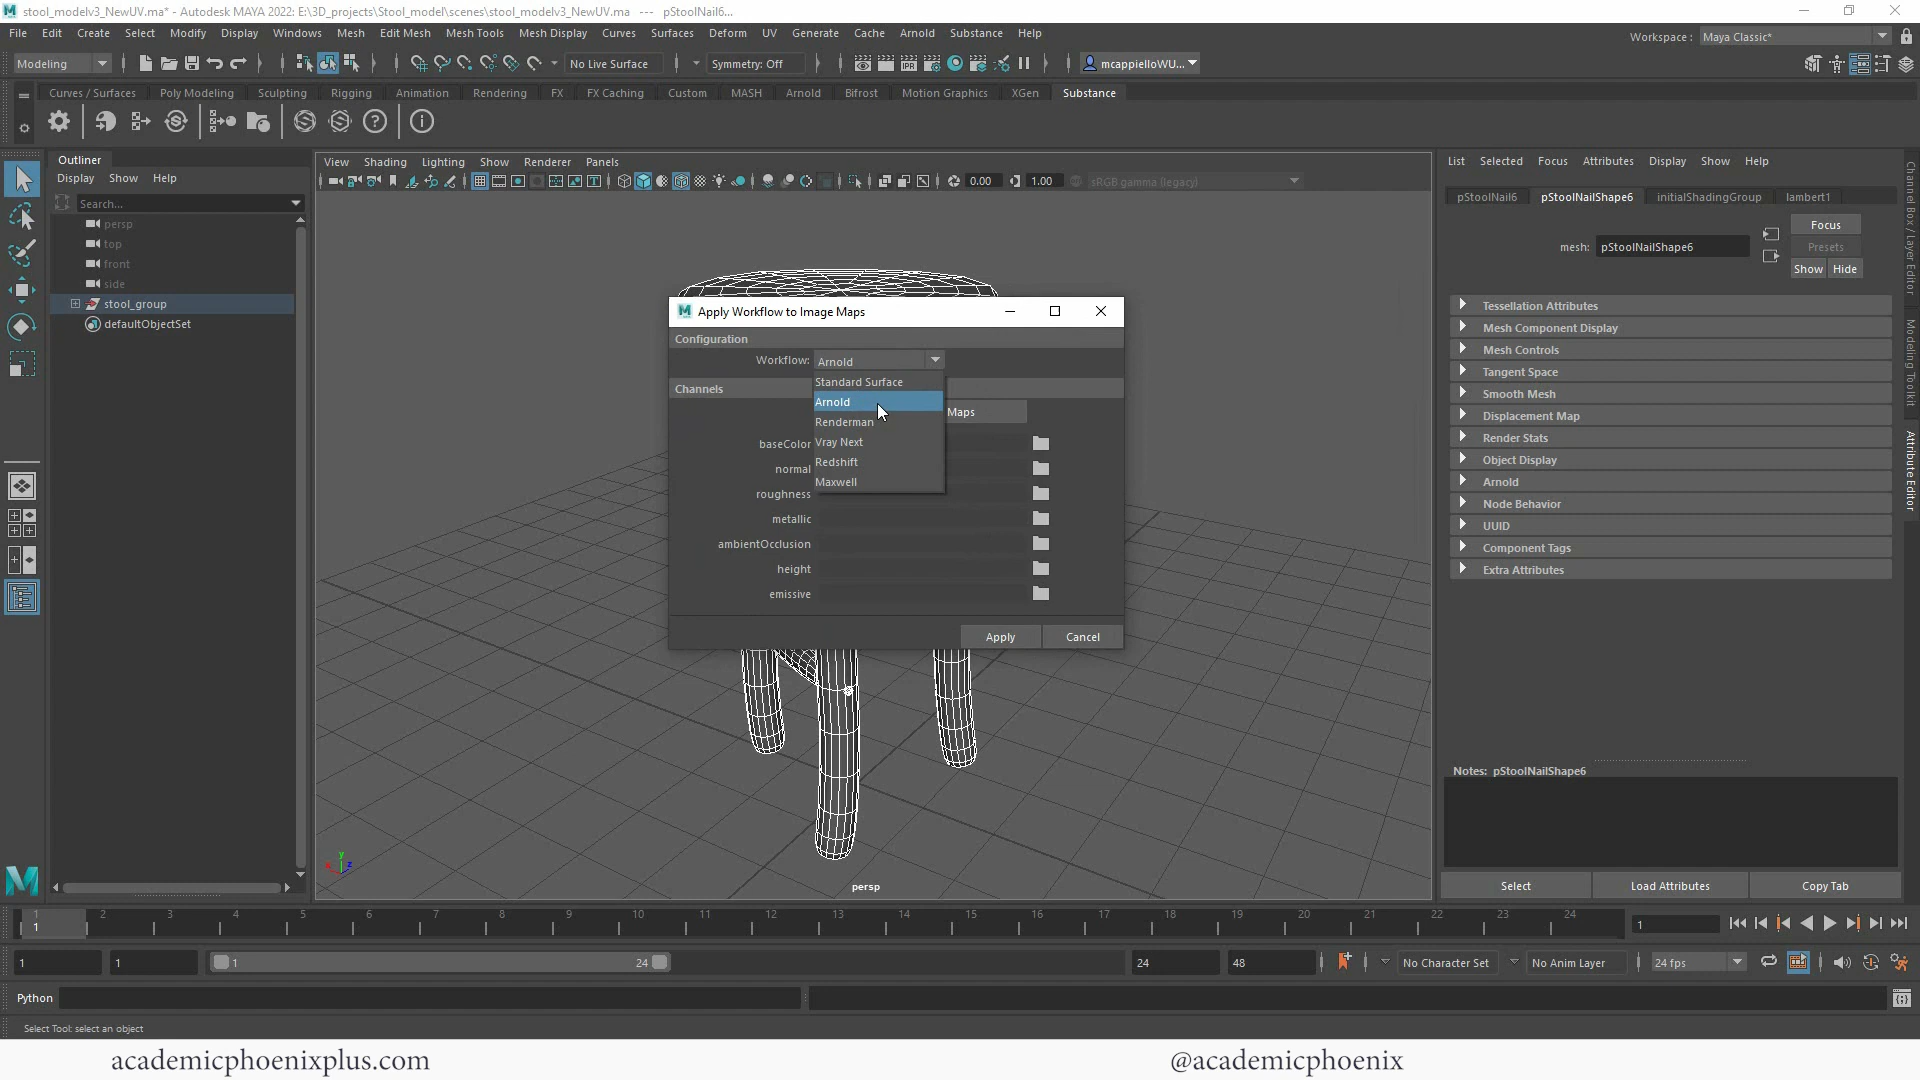 stool_modelv3_NewUV.ma* - Autodesk MAYA 2022: E:\3D_projects\Stool_model\scenes\stool_modelv3_NewUV.ma --- pStoolNail6...
File Edit Create Select Modify Display Windows Mesh Edit Mesh Mesh Tools Mesh Display Curves Surfaces Deform UV Generate Cache Arnold Substance Help
Workspace : Maya Classic*
Modeling
No Live Surface
Symmetry: Off
mcappielloWU...
Curves / Surfaces Poly Modeling Sculpting Rigging Animation Rendering FX FX Caching Custom MASH Arnold Bifrost Motion Graphics XGen Substance
Outliner
Display Show Help
Search...
persp
top
front
side
stool_group
defaultObjectSet
View Shading Lighting Show Renderer Panels
0.00
1.00
sRGB gamma (legacy)
Apply Workflow to Image Maps
Configuration
Workflow: Arnold
Standard Surface
Arnold
Renderman
Vray Next
Redshift
Maxwell
Channels
Maps
baseColor
normal
roughness
metallic
ambientOcclusion
height
emissive
Apply
Cancel
y
x
z
persp
List Selected Focus Attributes Display Show Help
pStoolNail6 pStoolNailShape6 initialShadingGroup lambert1
mesh: pStoolNailShape6
Focus
Presets
Show Hide
Tessellation Attributes
Mesh Component Display
Mesh Controls
Tangent Space
Smooth Mesh
Displacement Map
Render Stats
Object Display
Arnold
Node Behavior
UUID
Component Tags
Extra Attributes
Notes: pStoolNailShape6
Select
Load Attributes
Copy Tab
Channel Box / Layer Editor
Modeling Toolkit
Attribute Editor
1 2 3 4 5 6 7 8 9 10 11 12 13 14 15 16 17 18 19 20 21 22 23 24
1
1
1
1
1
24
24
48
No Character Set
No Anim Layer
24 fps
Python
Select Tool: select an object
academicphoenixplus.com
@academicphoenix